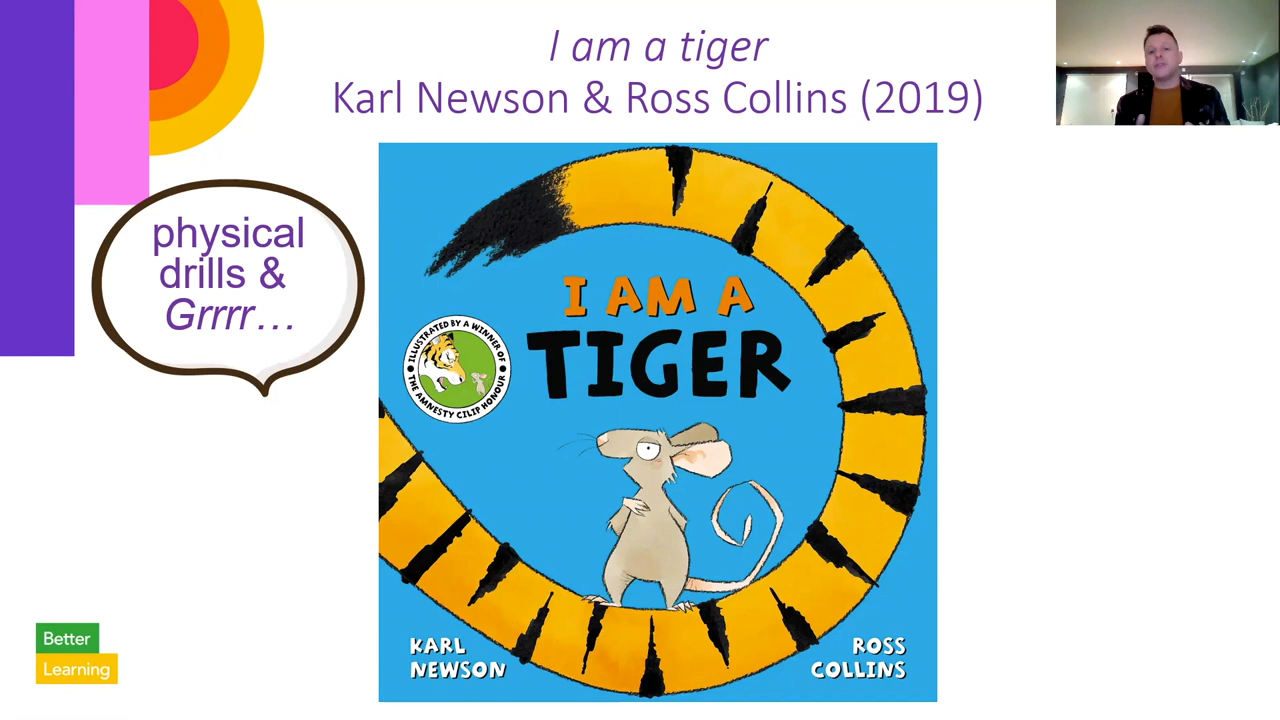 I am a tiger
Karl Newson & Ross Collins (2019)
physical
drills &
Grrrr…
I AM A
TIGER
ILLUSTRATED BY A WINNER OF
THE AMNESTY CILIP HONOUR
KARL
NEWSON
ROSS
COLLINS
Better
Learning